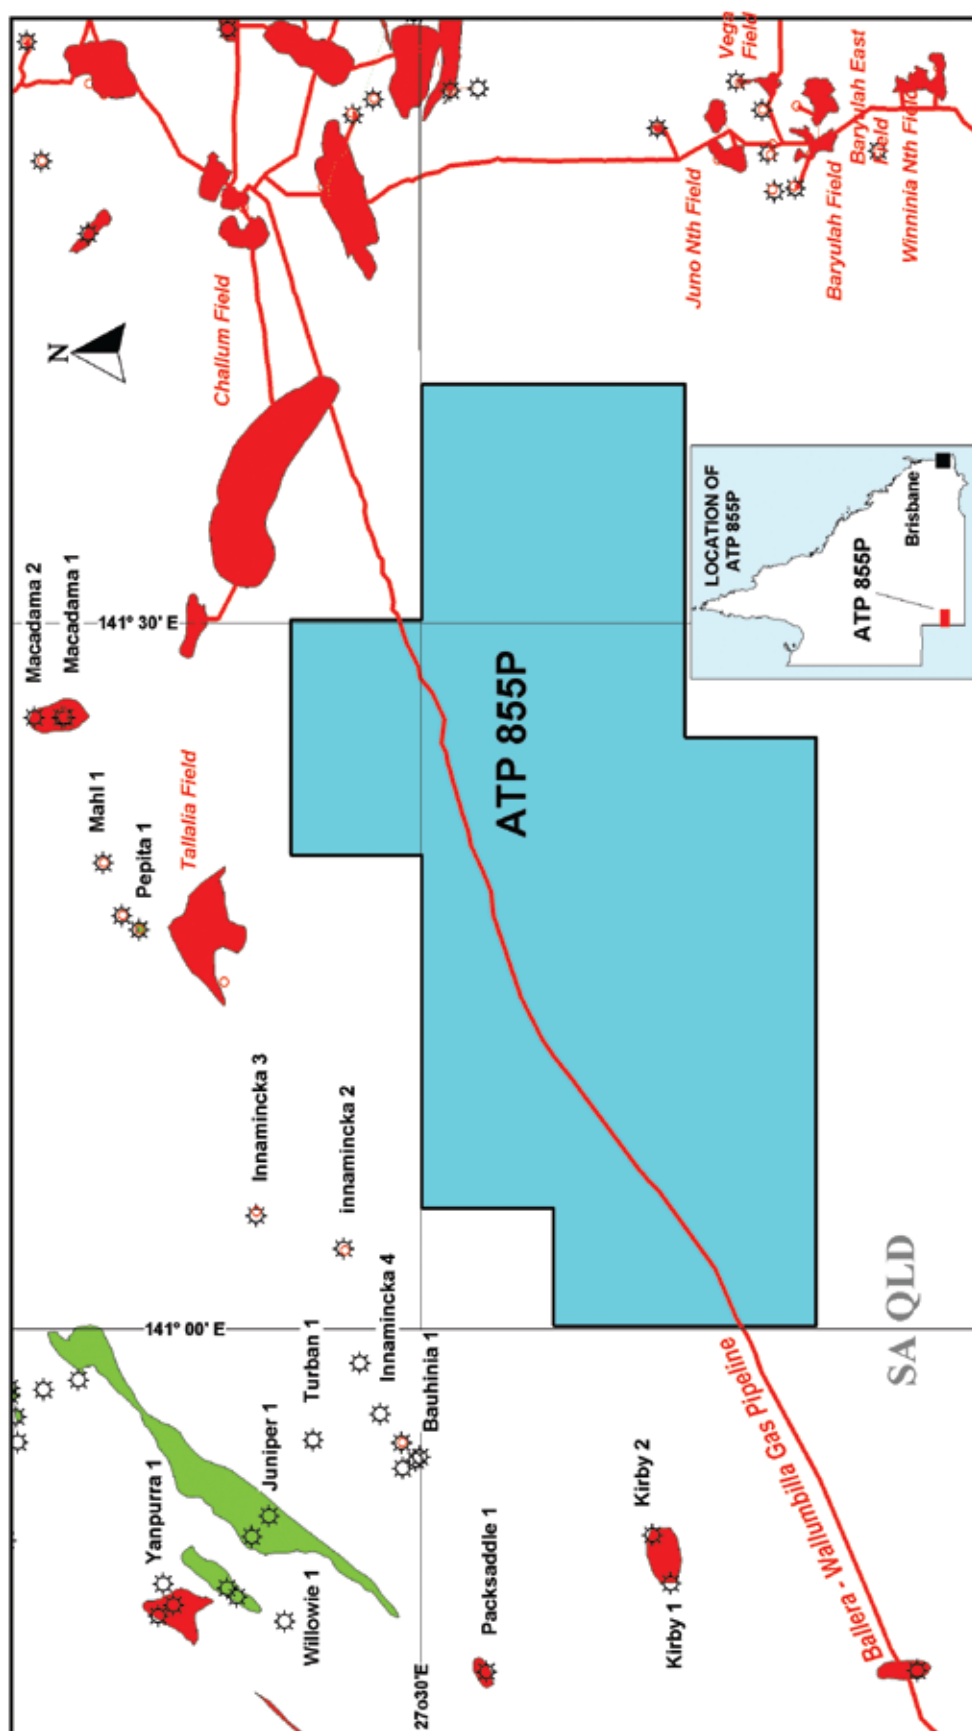 Macadama 2
Macadama 1
Mahl 1
Pepita 1
Tallalia Field
Innamincka 3
innamincka 2
Innamincka 4
Bauhinia 1
Turban 1
Juniper 1
Yanpurra 1
Willowie 1
Packsaddle 1
Kirby 2
Kirby 1
141° 00' E
141° 30' E
27o30'E
N
Challum Field
Juno Nth Field
Vega
Field
Baryulah East
Field
Baryulah Field
Winninia Nth Field
ATP 855P
Ballera - Wallumbilla Gas Pipeline
SA QLD
LOCATION OF
ATP 855P
ATP 855P
Brisbane